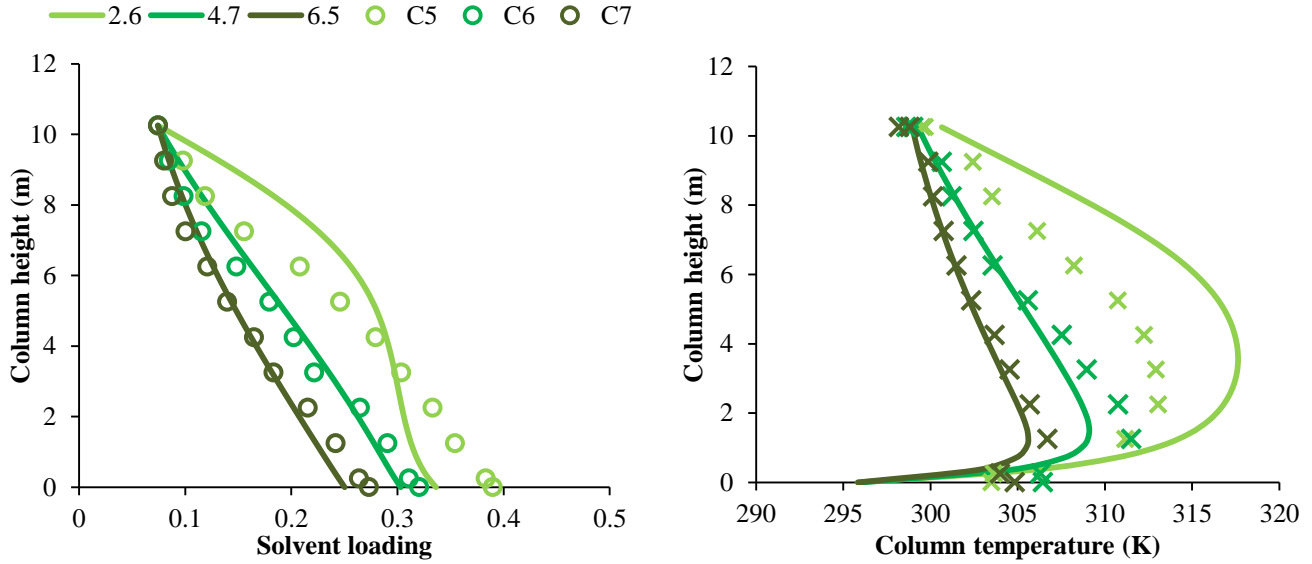 2.6 4.7 6.5 C5 C6 C7
12
10
8
6
4
2
0
Column height (m)
0 0.1 0.2 0.3 0.4 0.5
Solvent loading
12
10
8
6
4
2
0
Column height (m)
290 295 300 305 310 315 320
Column temperature (K)